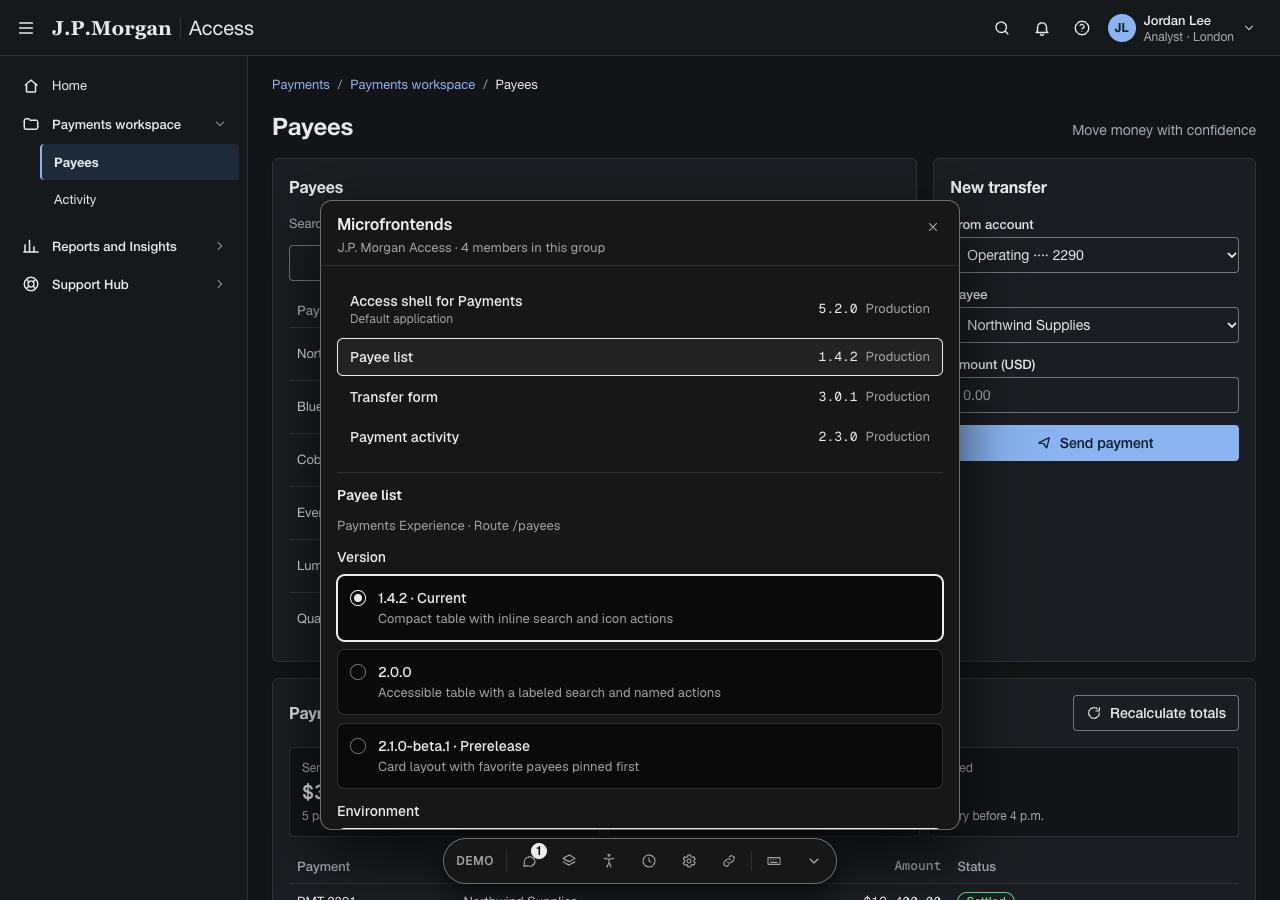 J.P.Morgan Access
JL
Jordan Lee
Analyst · London
Home
Payments workspace
Payees
Activity
Reports and Insights
Support Hub
Payments / Payments workspace / Payees
Payees
Move money with confidence
Payees
New transfer
From account
Operating ···· 2290
Northwind Supplies
Amount (USD)
0.00
Send payment
Microfrontends
J.P. Morgan Access · 4 members in this group
Access shell for Payments
Default application
5.2.0 Production
Payee list
1.4.2 Production
Transfer form
3.0.1 Production
Payment activity
2.3.0 Production
Payee list
Payments Experience · Route /payees
Version
1.4.2 · Current
Compact table with inline search and icon actions
2.0.0
Accessible table with a labeled search and named actions
2.1.0-beta.1 · Prerelease
Card layout with favorite payees pinned first
Environment
Recalculate totals
before 4 p.m.
DEMO
1
Payment
Amount
Status
Northwind Supplies
Settled